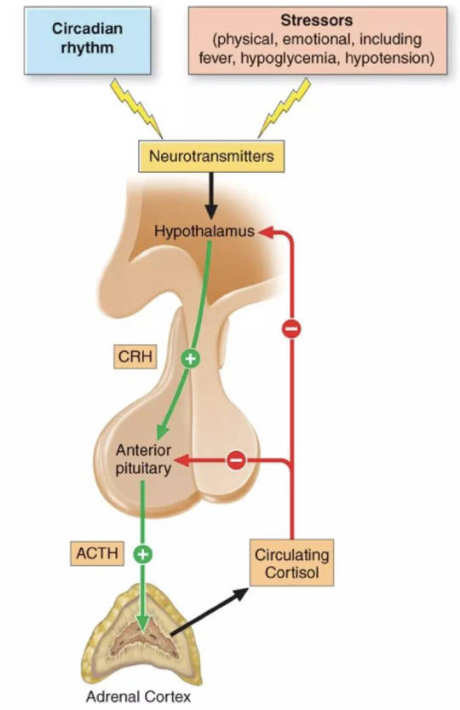 Circadian
rhythm
Stressors
(physical, emotional, including
fever, hypoglycemia, hypotension)
Neurotransmitters
Hypothalamus
CRH
Anterior
pituitary
ACTH
Circulating
Cortisol
Adrenal Cortex